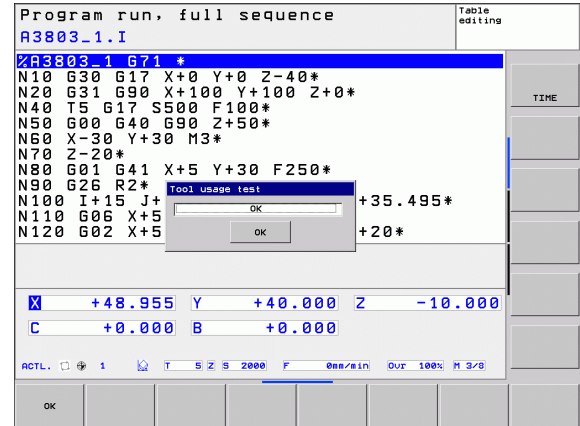 Program run, full sequence
Table editing
A3803_1.I
%A3803_1 G71 *
N10 G30 G17 X+0 Y+0 Z-40*
N20 G31 G90 X+100 Y+100 Z+0*
N40 T5 G17 S500 F100*
N50 G00 G40 G90 Z+50*
N60 X-30 Y+30 M3*
N70 Z-20*
N80 G01 G41 X+5 Y+30 F250*
N90 G26 R2*
N100 I+15 J+ +35.495*
N110 G06 X+5
N120 G02 X+5 +20*
Tool usage test
OK
OK
TIME
X +48.955 Y +40.000 Z -10.000
C +0.000 B +0.000
ACTL. 1 T 5 Z S 2000 F 0mm/min Ovr 100% M 3/8
OK